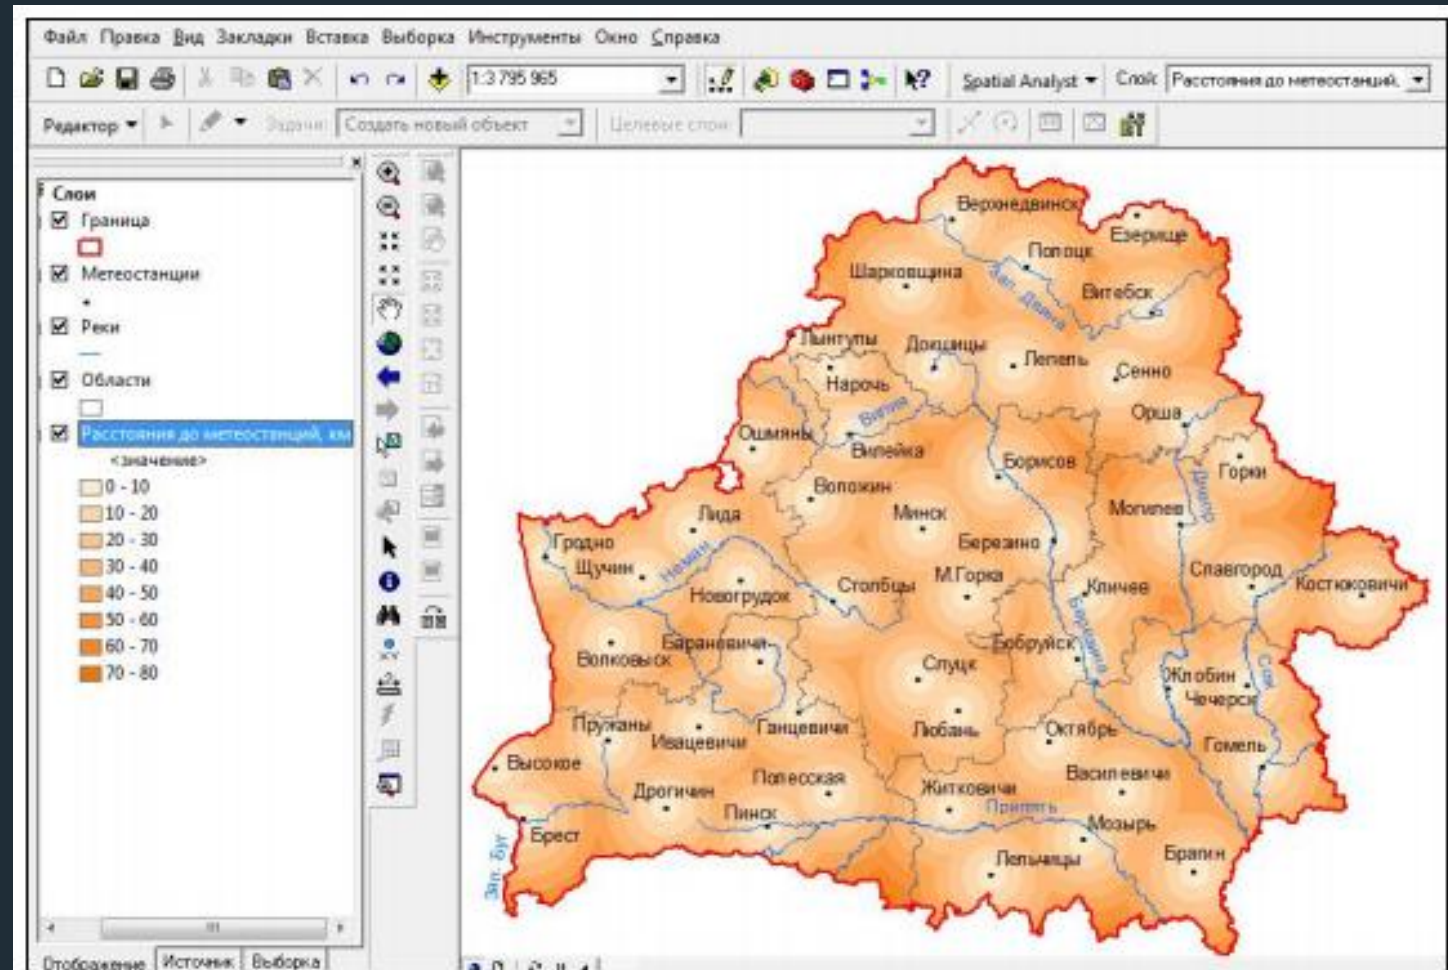 Файл Правка Вид Закладки Вставка Выборка Инструменты Окно Справка
1:3 795 965
Spatial Analyst
Слой:
Расстояния до метеостанций,
Редактор
Задача:
Создать новый объект
Целевые слои:
Слои
Граница
Метеостанции
Реки
Области
Расстояния до метеостанций, км
<значение>
0 - 10
10 - 20
20 - 30
30 - 40
40 - 50
50 - 60
60 - 70
70 - 80
Отображение
Источник
Выборка
Верхнедвинск
Езерище
Полоцк
Шарковщина
Зап. Двина
Витебск
Лынтупы
Докшицы
Лепель
Сенно
Нарочь
Вилия
Орша
Ошмяны
Вилейка
Борисов
Горки
Воложин
Днепр
Лида
Минск
Могилев
Гродно
Березино
Щучин
Неман
Столбцы
М.Горка
Славгород
Костюковичи
Новогрудок
Кличев
Березина
Волковыск
Барановичи
Бобруйск
Слуцк
Жлобин
Сож
Чечерск
Пружаны
Ивацевичи
Ганцевичи
Любань
Октябрь
Гомель
Высокое
Полесская
Василевичи
Дрогичин
Житковичи
Пинск
Припять
Мозырь
Брест
Зап. Буг
Лельчицы
Брагин